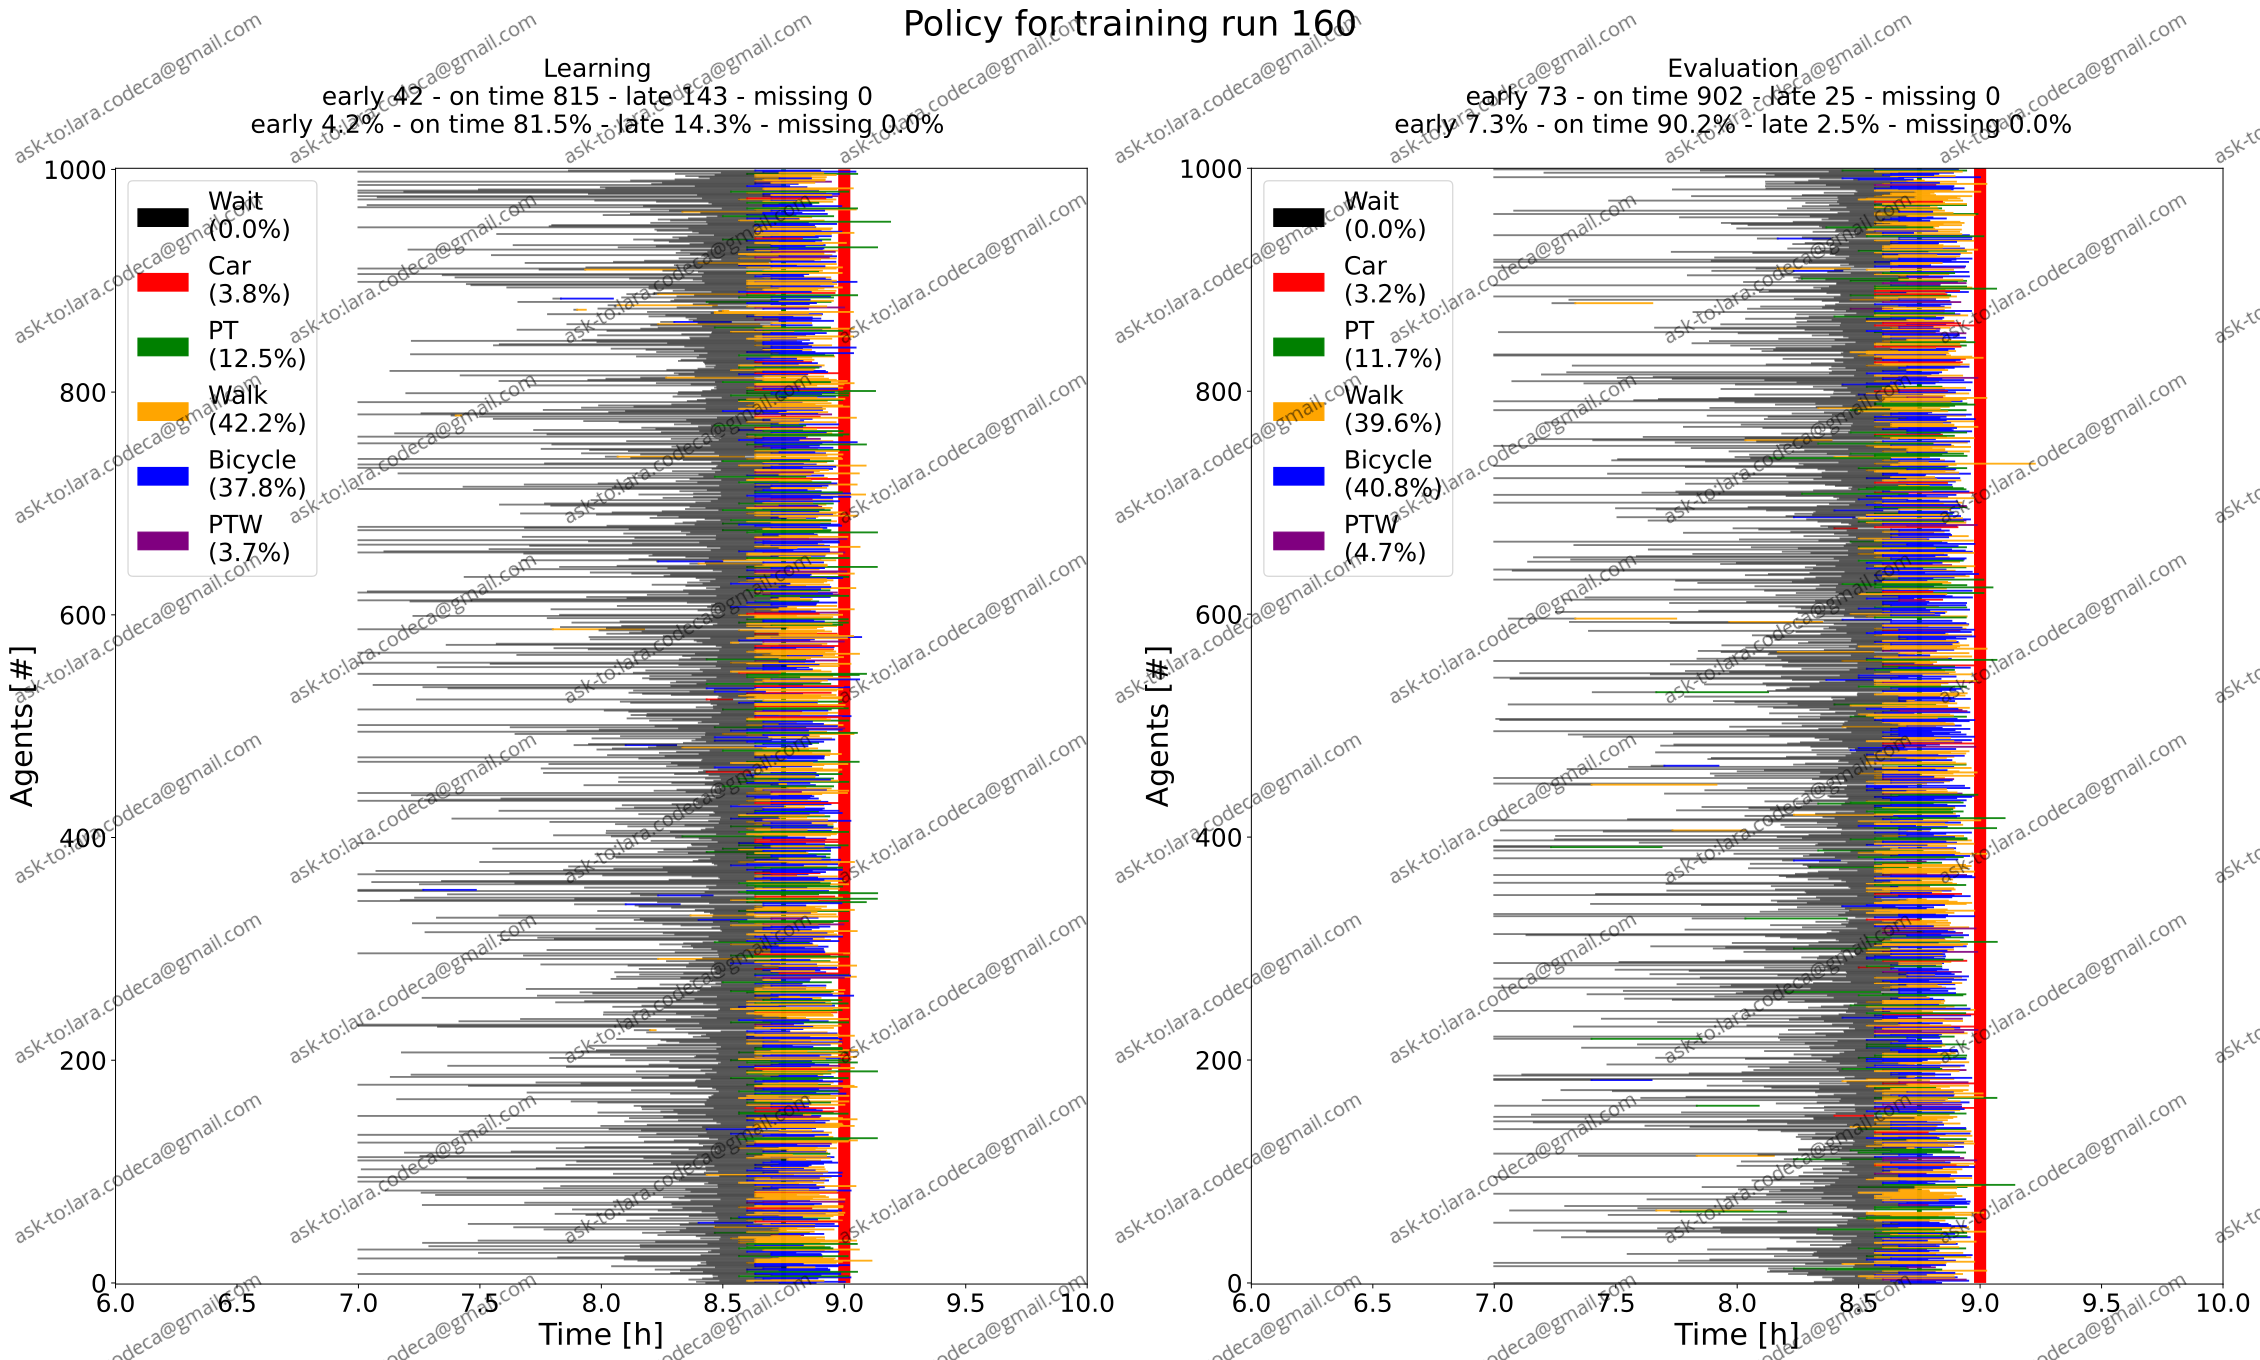 Policy for training run 160
Learning
early 42 - on time 815 - late 143 - missing 0
early 4.2% - on time 81.5% - late 14.3% - missing 0.0%
Agents [#]
1000
800
600
400
200
0
Wait
(0.0%)
Car
(3.8%)
PT
(12.5%)
Walk
(42.2%)
Bicycle
(37.8%)
PTW
(3.7%)
6.0 6.5 7.0 7.5 8.0 8.5 9.0 9.5 10.0
Time [h]
Evaluation
early 73 - on time 902 - late 25 - missing 0
early 7.3% - on time 90.2% - late 2.5% - missing 0.0%
Agents [#]
1000
800
600
400
200
0
Wait
(0.0%)
Car
(3.2%)
PT
(11.7%)
Walk
(39.6%)
Bicycle
(40.8%)
PTW
(4.7%)
6.0 6.5 7.0 7.5 8.0 8.5 9.0 9.5 10.0
Time [h]
ask-to:lara.codeca@gmail.com